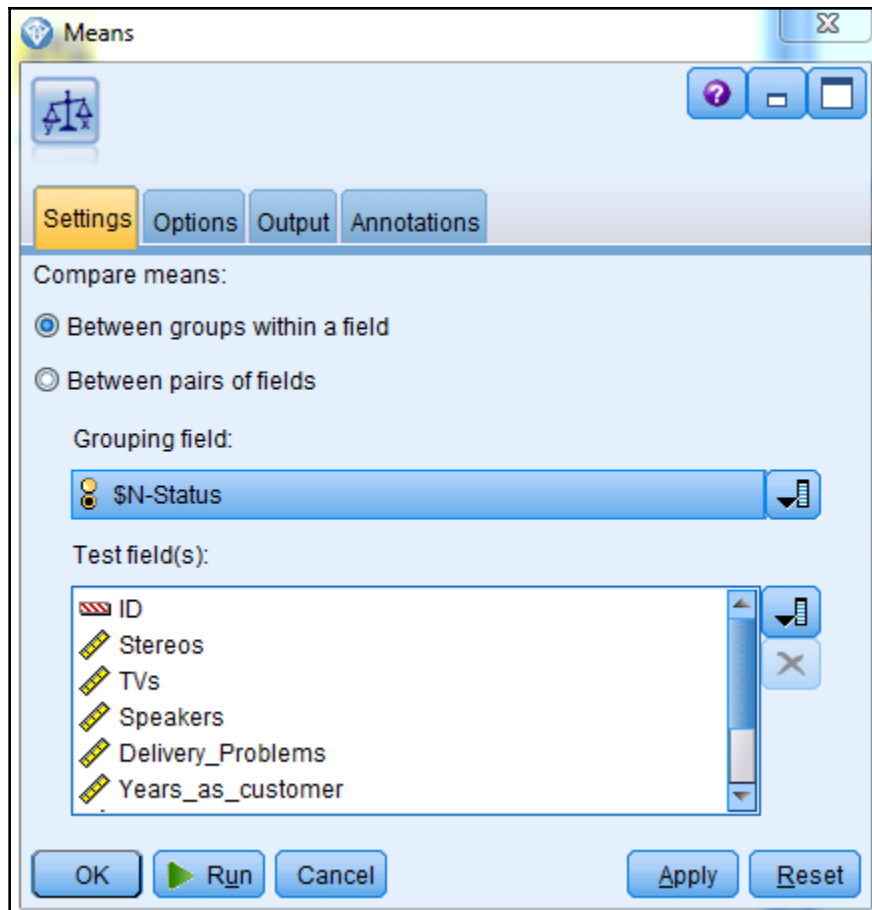 Means
Settings Options Output Annotations
Compare means:
Between groups within a field
Between pairs of fields
Grouping field:
$N-Status
Test field(s):
ID
Stereos
TVs
Speakers
Delivery_Problems
Years_as_customer
OK Run Cancel Apply Reset